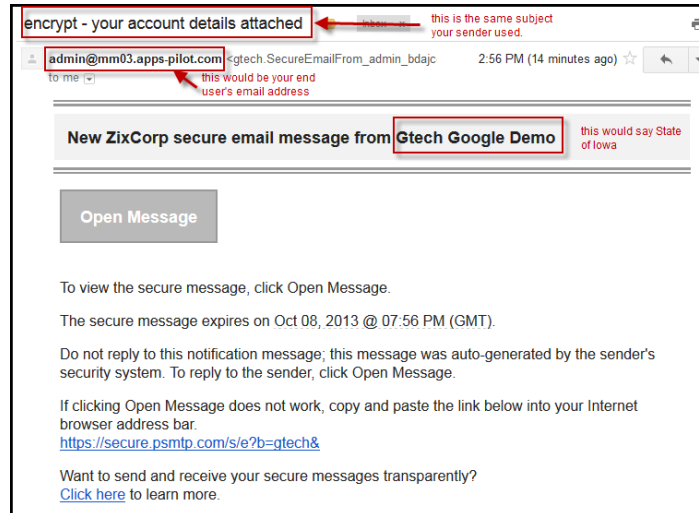 encrypt - your account details attached
Inbox x
this is the same subject
your sender used.
admin@mm03.apps-pilot.com <gtech.SecureEmailFrom_admin_bdajc
2:56 PM (14 minutes ago)
to me
this would be your end
user's email address
New ZixCorp secure email message from Gtech Google Demo
this would say State
of Iowa
Open Message
To view the secure message, click Open Message.
The secure message expires on Oct 08, 2013 @ 07:56 PM (GMT).
Do not reply to this notification message; this message was auto-generated by the sender's
security system. To reply to the sender, click Open Message.
If clicking Open Message does not work, copy and paste the link below into your Internet
browser address bar.
https://secure.psmtp.com/s/e?b=gtech&
Want to send and receive your secure messages transparently?
Click here to learn more.